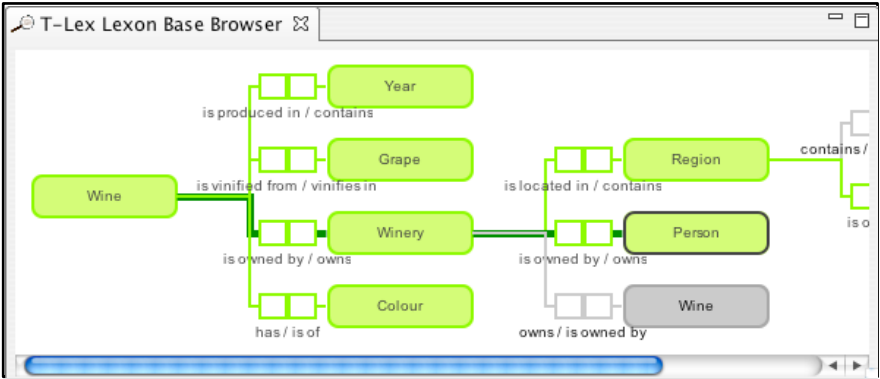 T-Lex Lexon Base Browser
Year
is produced in / contains
contains /
Grape
Region
is vinified from / vinifies in
is located in / contains
Wine
Winery
Person
is o
is owned by / owns
is owned by / owns
Colour
Wine
has / is of
owns / is owned by